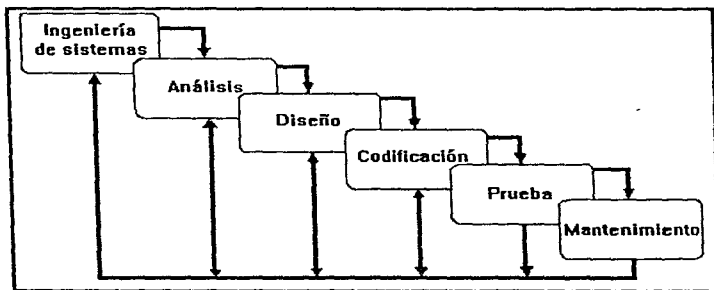 Ingeniería
de sistemas
Análisis
Diseño
Codificación
Prueba
Mantenimiento